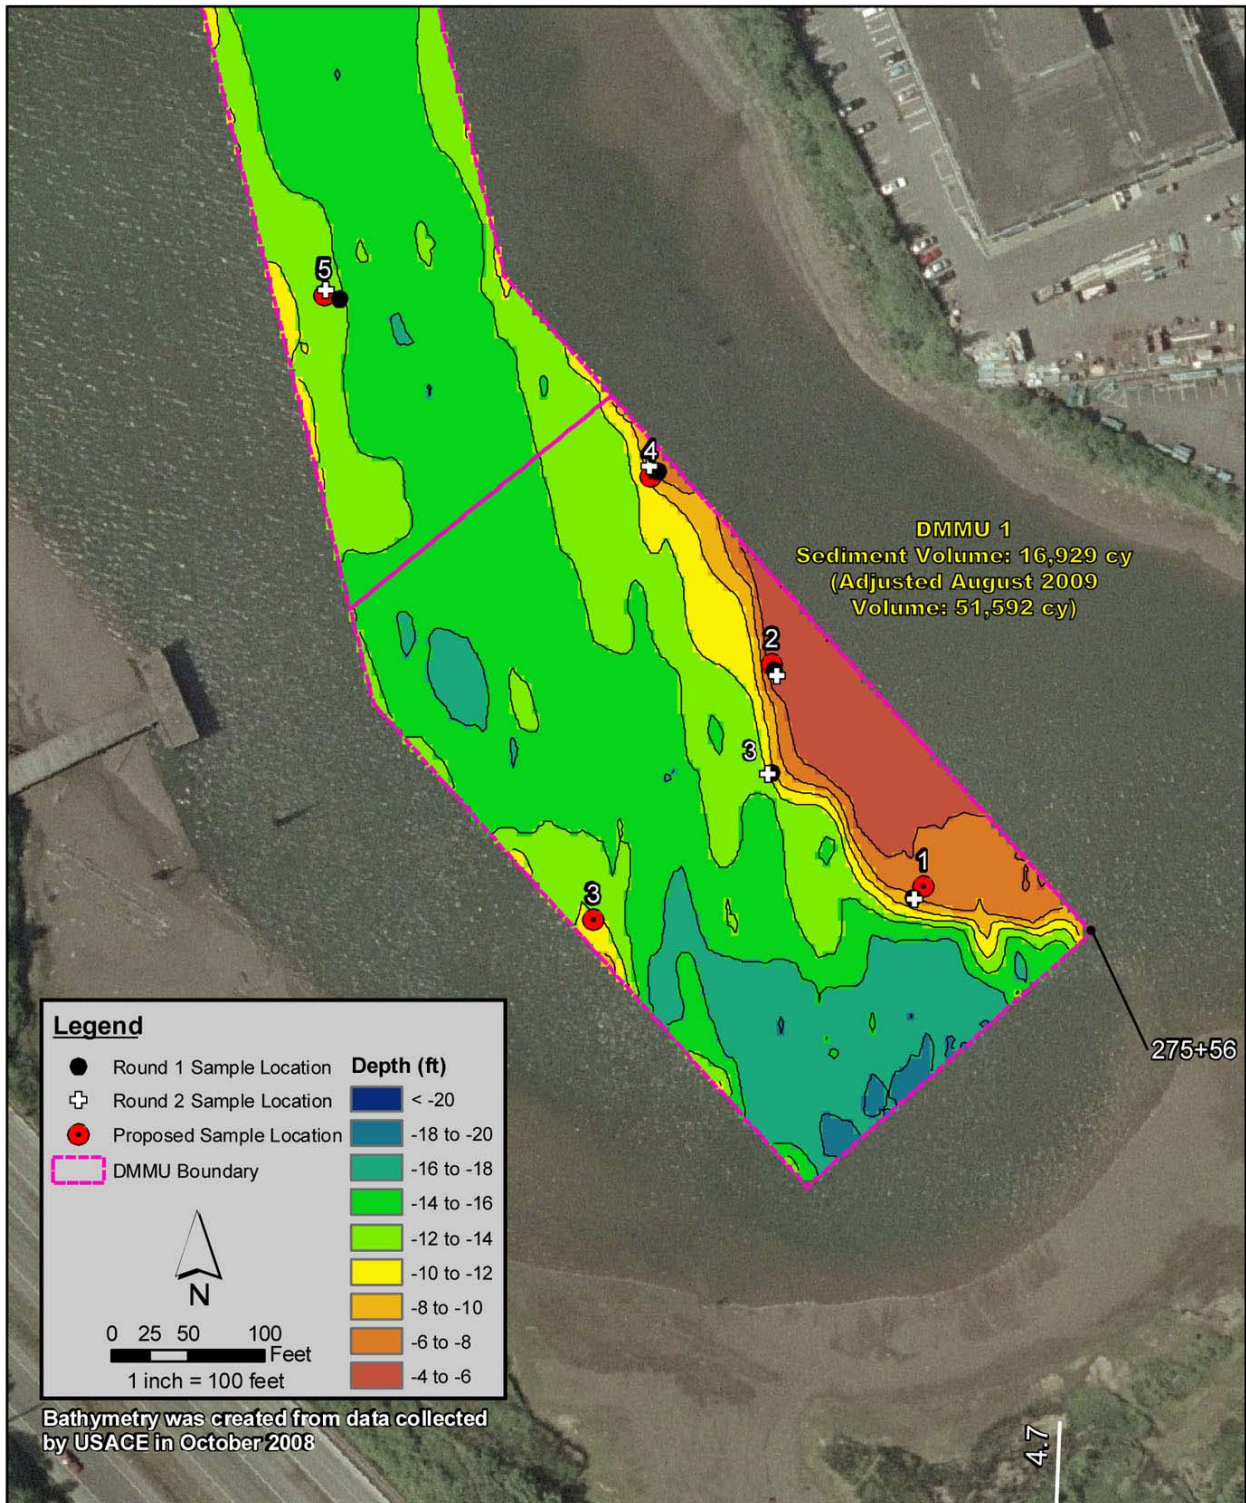 5
4
DMMU 1
Sediment Volume: 16,929 cy
(Adjusted August 2009
Volume: 51,592 cy)
2
3
1
3
275+56
Legend
Round 1 Sample Location
Round 2 Sample Location
Proposed Sample Location
DMMU Boundary
N
0 25 50 100
Feet
1 inch = 100 feet
Depth (ft)
< -20
-18 to -20
-16 to -18
-14 to -16
-12 to -14
-10 to -12
-8 to -10
-6 to -8
-4 to -6
Bathymetry was created from data collected
by USACE in October 2008
4.7